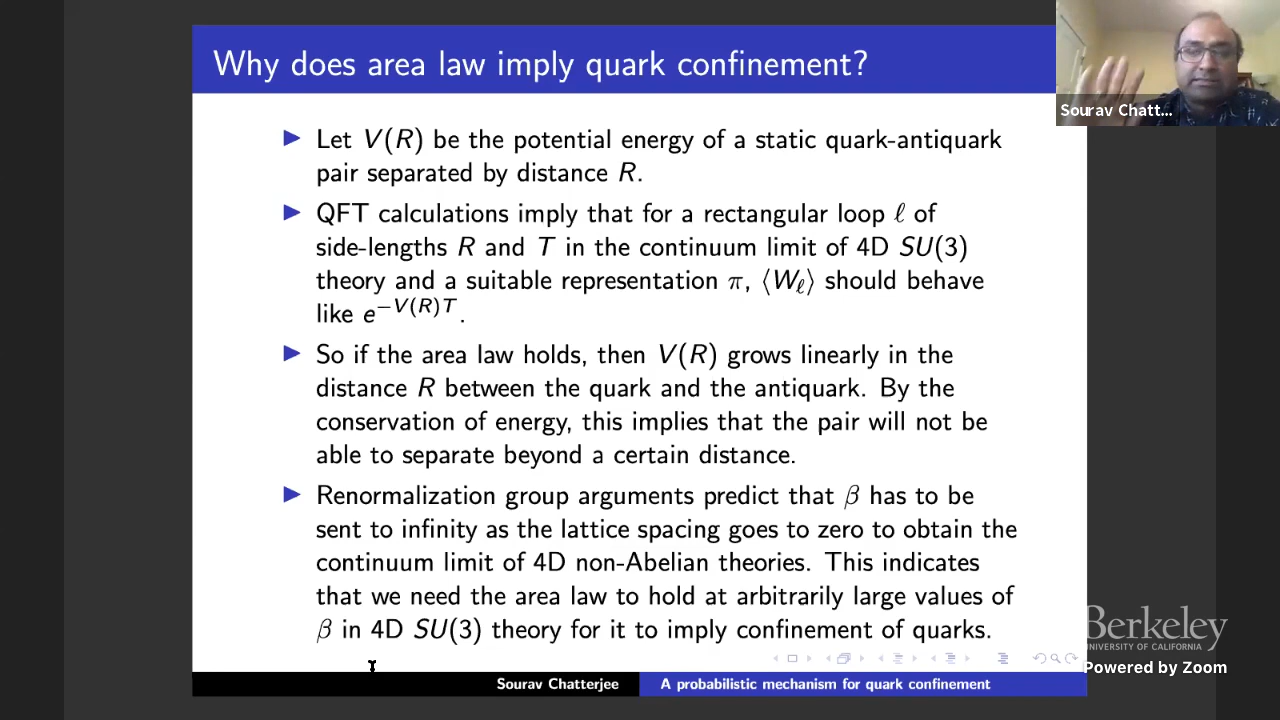 Why does area law imply quark confinement?
Sourav Chatt...
▶ Let V(R) be the potential energy of a static quark-antiquark
pair separated by distance R.
▶ QFT calculations imply that for a rectangular loop ℓ of
side-lengths R and T in the continuum limit of 4D SU(3)
theory and a suitable representation π, ⟨W_ℓ⟩ should behave
like e^{−V(R)T}.
▶ So if the area law holds, then V(R) grows linearly in the
distance R between the quark and the antiquark. By the
conservation of energy, this implies that the pair will not be
able to separate beyond a certain distance.
▶ Renormalization group arguments predict that β has to be
sent to infinity as the lattice spacing goes to zero to obtain the
continuum limit of 4D non-Abelian theories. This indicates
that we need the area law to hold at arbitrarily large values of
β in 4D SU(3) theory for it to imply confinement of quarks.
Berkeley
UNIVERSITY OF CALIFORNIA
Powered by Zoom
Sourav Chatterjee
A probabilistic mechanism for quark confinement